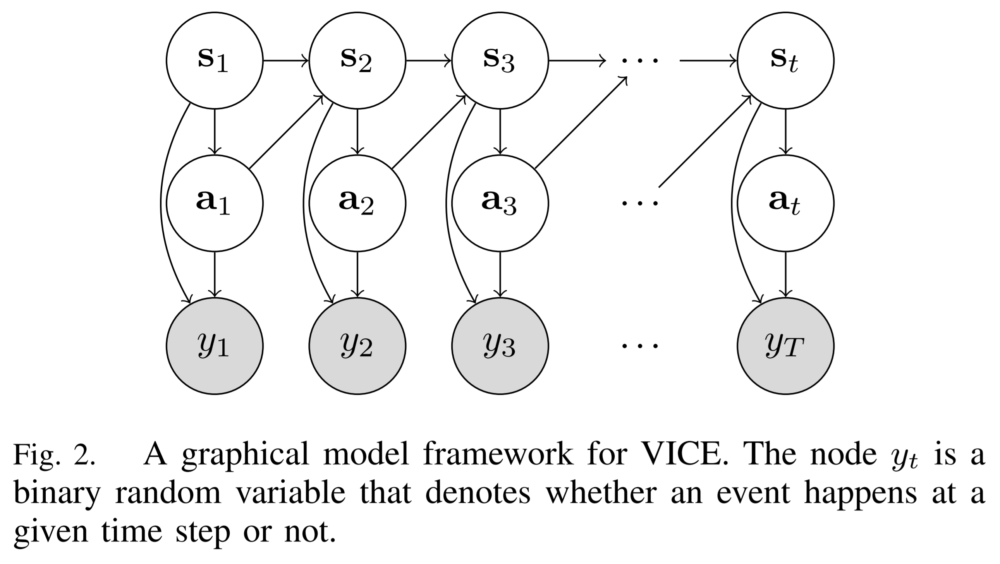 s1 s2 s3 ··· st
a1 a2 a3 ··· at
y1 y2 y3 ··· yT
Fig. 2. A graphical model framework for VICE. The node yt is a
binary random variable that denotes whether an event happens at a
given time step or not.